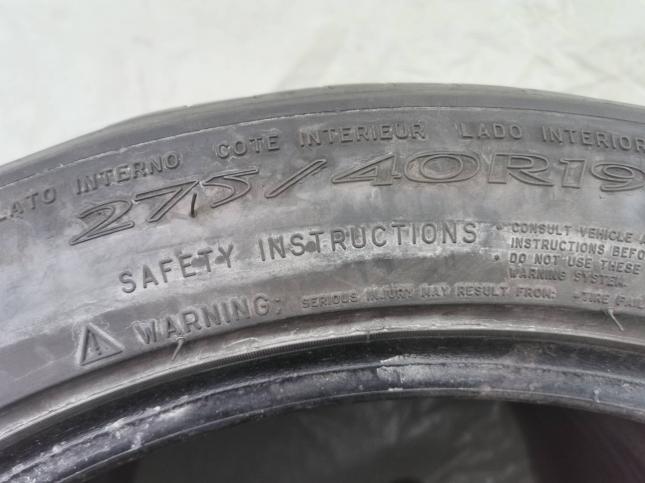 LATO INTERNO COTE INTERIEUR LADO INTERIOR
275/40R19
SAFETY INSTRUCTIONS
• CONSULT VEHICLE
INSTRUCTIONS BEFO
• DO NOT USE THESE
WARNING SYSTEM.
WARNING: SERIOUS INJURY MAY RESULT FROM: •TIRE FAIL